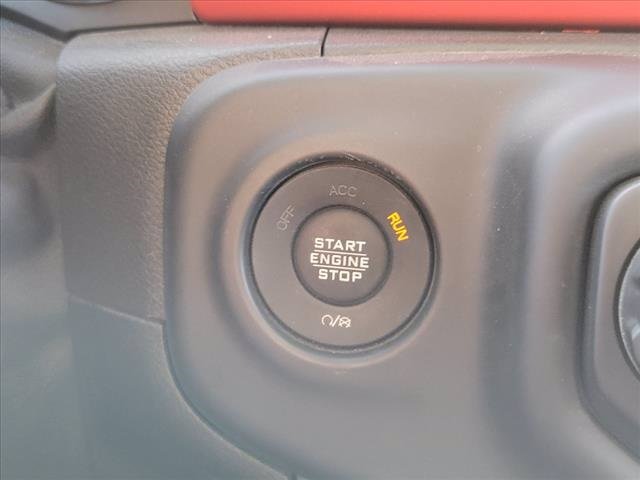 OFF ACC RUN
START
ENGINE
STOP